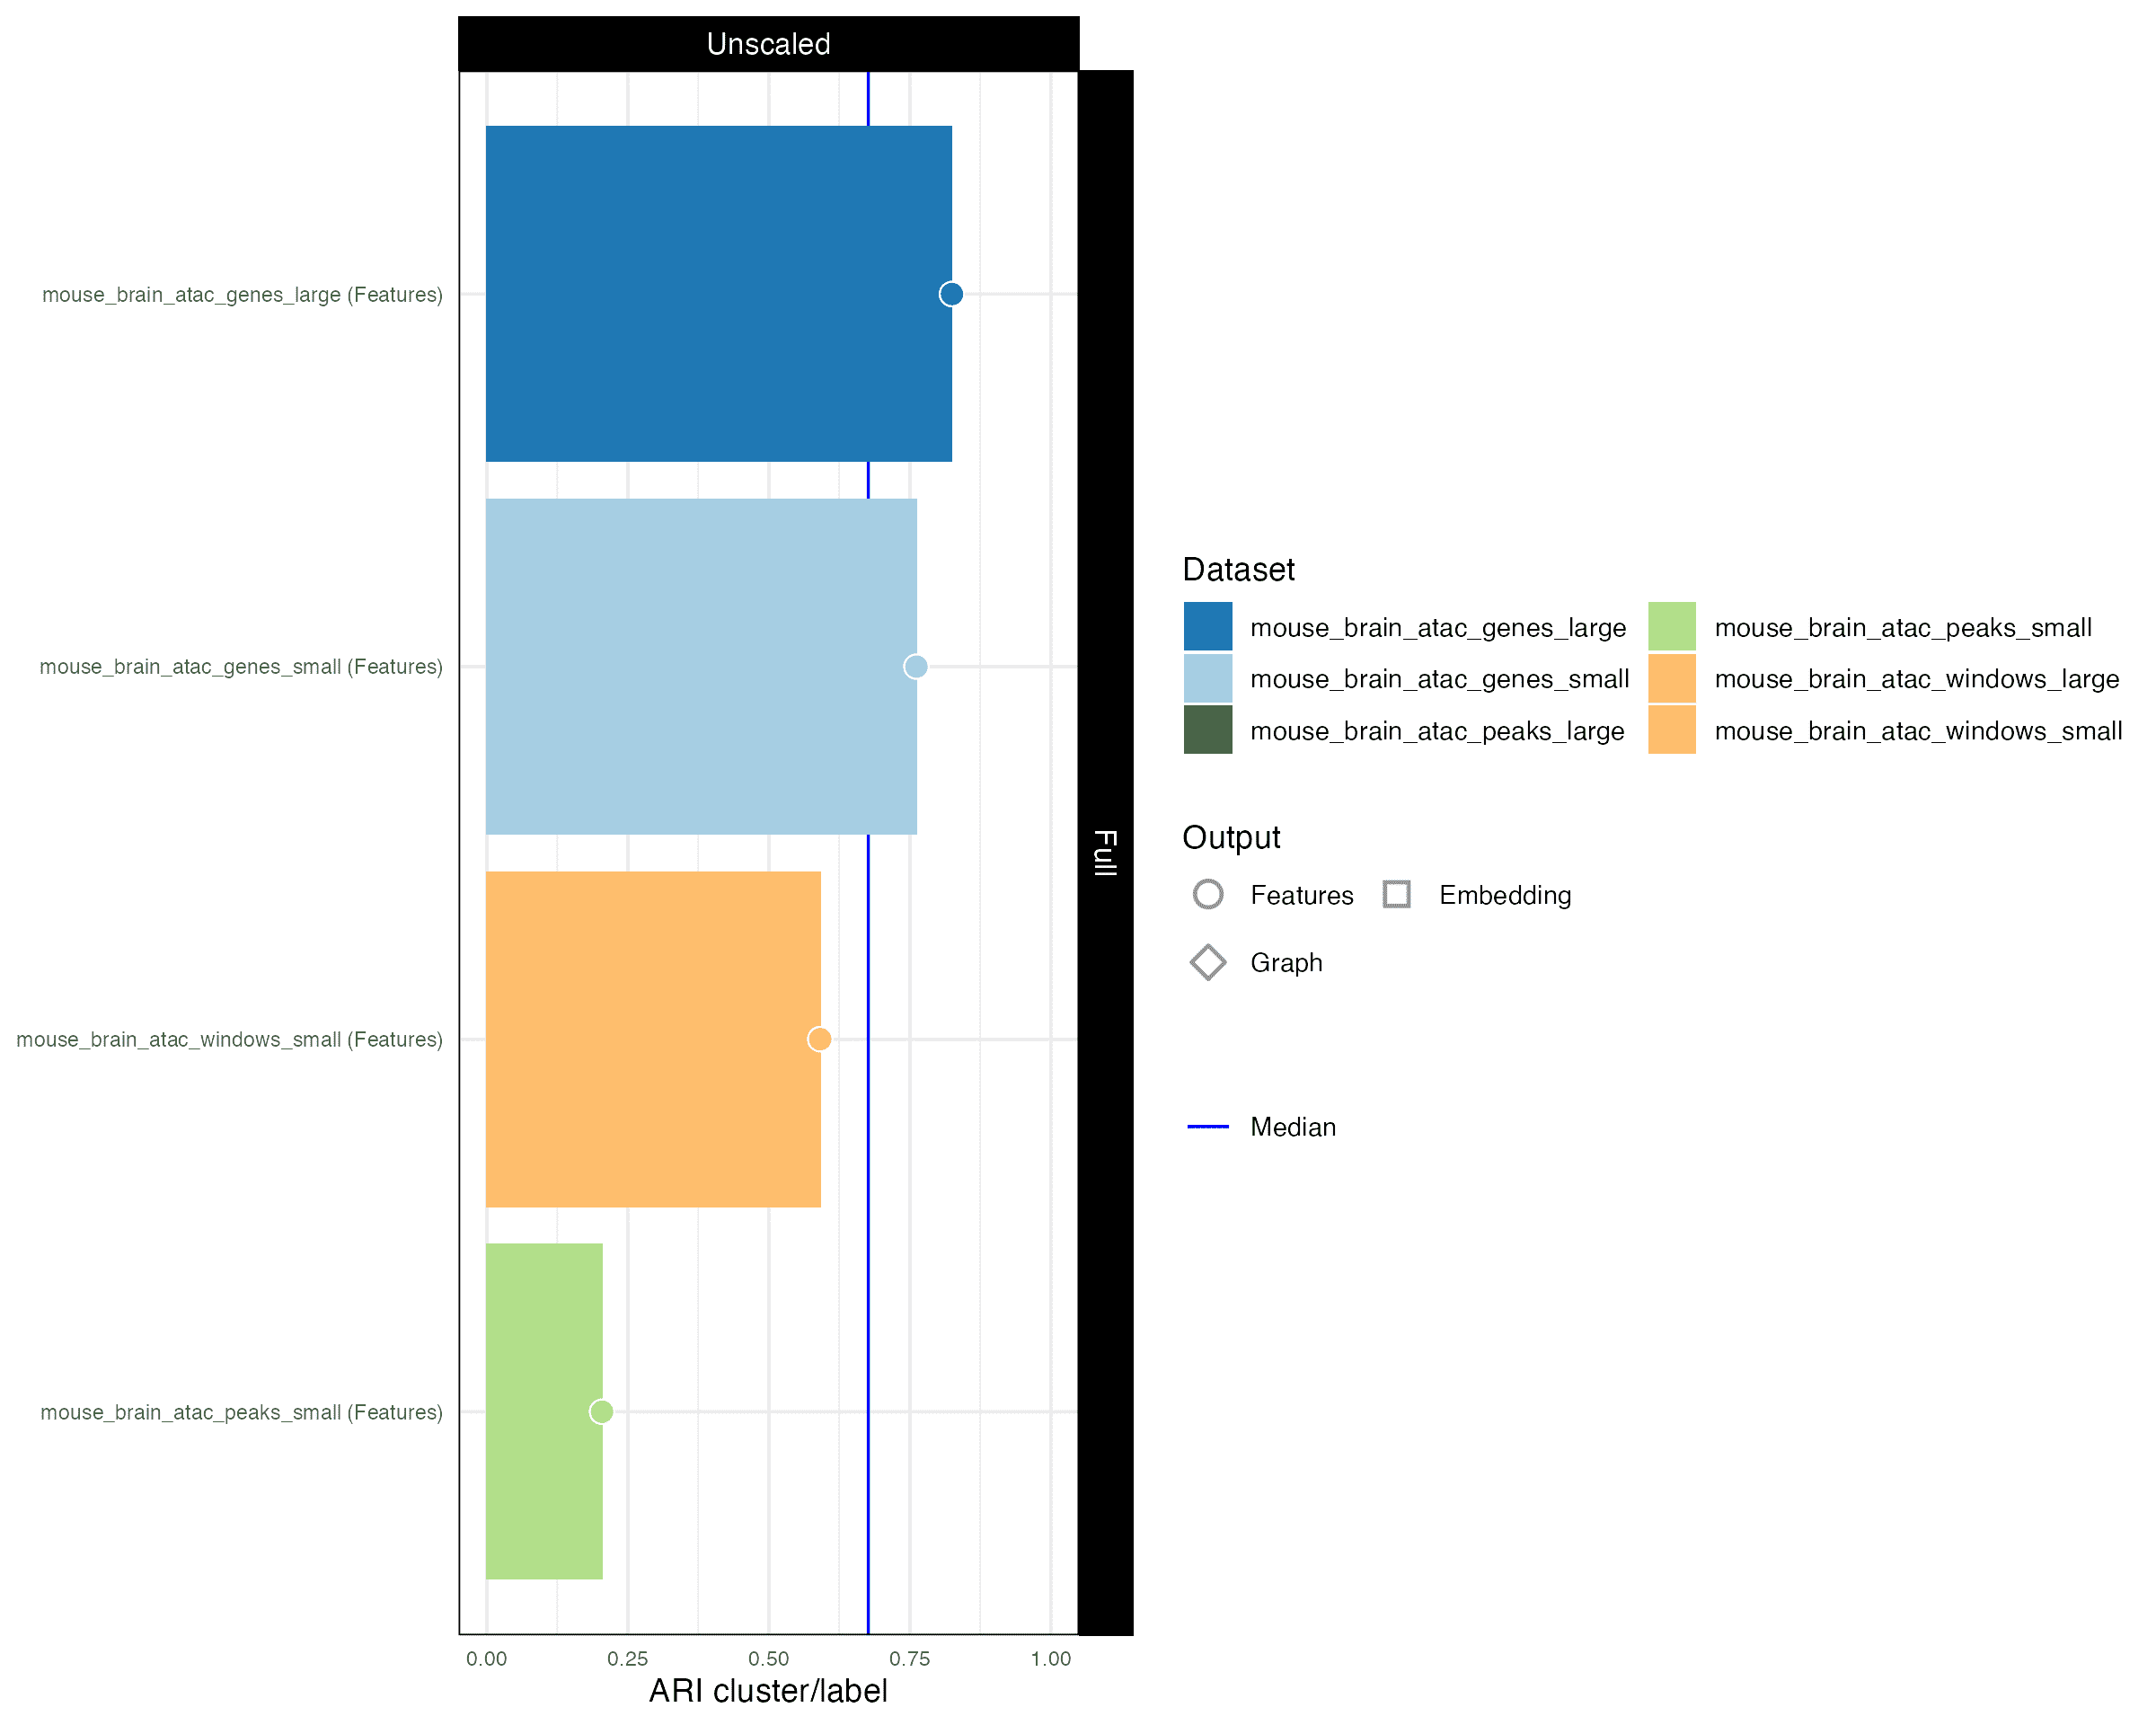 Unscaled
Full
mouse_brain_atac_genes_large (Features)
mouse_brain_atac_genes_small (Features)
mouse_brain_atac_windows_small (Features)
mouse_brain_atac_peaks_small (Features)
0.00 0.25 0.50 0.75 1.00
ARI cluster/label
Dataset
mouse_brain_atac_genes_large mouse_brain_atac_peaks_small
mouse_brain_atac_genes_small mouse_brain_atac_windows_large
mouse_brain_atac_peaks_large mouse_brain_atac_windows_small
Output
Features Embedding
Graph
Median